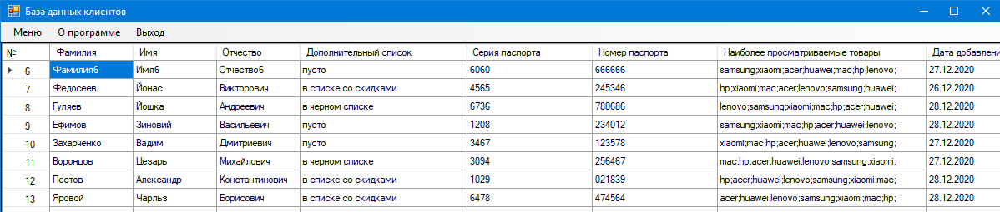 База данных клиентов
Меню О программе Выход
№ Фамилия Имя Отчество Дополнительный список Серия паспорта Номер паспорта Наиболее просматриваемые товары Дата добавлени
6 Фамилия6 Имя6 Отчество6 пусто 6060 666666 samsung;xiaomi;acer;huawei;mac;hp;lenovo; 27.12.2020
7 Федосеев Йонас Викторович в списке со скидками 4565 245346 hp;xiaomi;mac;acer;lenovo;samsung;huawei; 26.12.2020
8 Гуляев Йошка Андреевич в черном списке 6736 780686 lenovo;samsung;xiaomi;mac;hp;acer;huawei; 28.12.2020
9 Ефимов Зиновий Васильевич пусто 1208 234012 samsung;xiaomi;mac;hp;acer;huawei;lenovo; 28.12.2020
10 Захарченко Вадим Дмитриевич пусто 3467 123578 xiaomi;mac;hp;acer;huawei;lenovo;samsung; 27.12.2020
11 Воронцов Цезарь Михайлович в черном списке 3094 256467 mac;hp;acer;huawei;lenovo;samsung;xiaomi; 27.12.2020
12 Пестов Александр Константинович в списке со скидками 1029 021839 hp;acer;huawei;lenovo;samsung;xiaomi;mac; 28.12.2020
13 Яровой Чарльз Борисович в списке со скидками 6478 474564 acer;huawei;lenovo;samsung;xiaomi;mac;hp; 28.12.2020